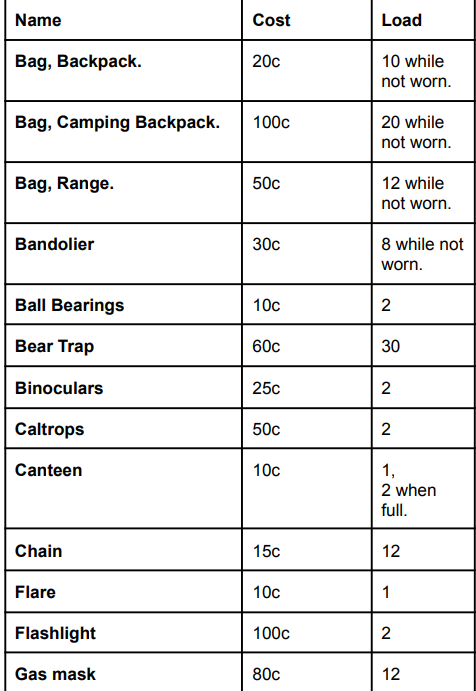 Name Cost Load
Bag, Backpack. 20c 10 while
not worn.
Bag, Camping Backpack. 100c 20 while
not worn.
Bag, Range. 50c 12 while
not worn.
Bandolier 30c 8 while not
worn.
Ball Bearings 10c 2
Bear Trap 60c 30
Binoculars 25c 2
Caltrops 50c 2
Canteen 10c 1,
2 when
full.
Chain 15c 12
Flare 10c 1
Flashlight 100c 2
Gas mask 80c 12